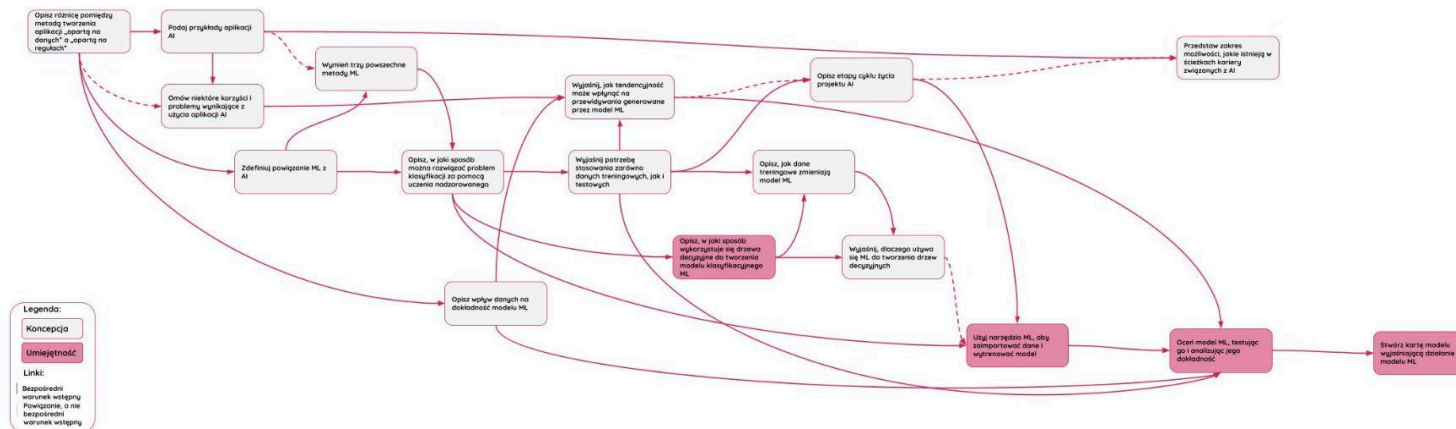 Opisz różnicę pomiędzy
metodą tworzenia
aplikacji „opartą na
danych” a „opartą na
regułach”
Podaj przykłady aplikacji
AI
Wymień trzy powszechne
metody ML
Omów niektóre korzyści i
problemy wynikające z
użycia aplikacji AI
Wyjaśnij, jak tendencyjność
może wpłynąć na
przewidywania generowane
przez model ML
Opisz etapy cyklu życia
projektu AI
Przedstaw zakres
możliwości, jakie istnieją w
ścieżkach kariery
związanych z AI
Zdefiniuj powiązanie ML z
AI
Opisz, w jaki sposób
można rozwiązać problem
klasyfikacji za pomocą
uczenia nadzorowanego
Wyjaśnij potrzebę
stosowania zarówno
danych treningowych, jak i
testowych
Opisz, jak dane
treningowe zmieniają
model ML
Opisz, w jaki sposób
wykorzystuje się drzewa
decyzyjne do tworzenia
modelu klasyfikacyjnego
ML
Wyjaśnij, dlaczego używa
się ML do tworzenia drzew
decyzyjnych
Opisz wpływ danych na
dokładność modelu ML
Użyj narzędzia ML, aby
zaimportować dane i
wytrenować model
Oceń model ML, testując
go i analizując jego
dokładność
Stwórz kartę modelu
wyjaśniającą działanie
modelu ML
Legenda:
Koncepcja
Umiejętność
Linki:
Bezpośredni
warunek wstępny
Powiązanie, a nie
bezpośredni
warunek wstępny